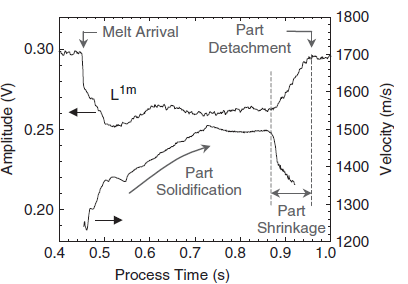 1800
Melt Arrival
Part
Detachment
0.30
1700
L1m
1600
Amplitude (V)
Velocity (m/s)
0.25
1500
Part
Solidification
1400
0.20
1300
Part
Shrinkage
1200
0.4 0.5 0.6 0.7 0.8 0.9 1.0
Process Time (s)